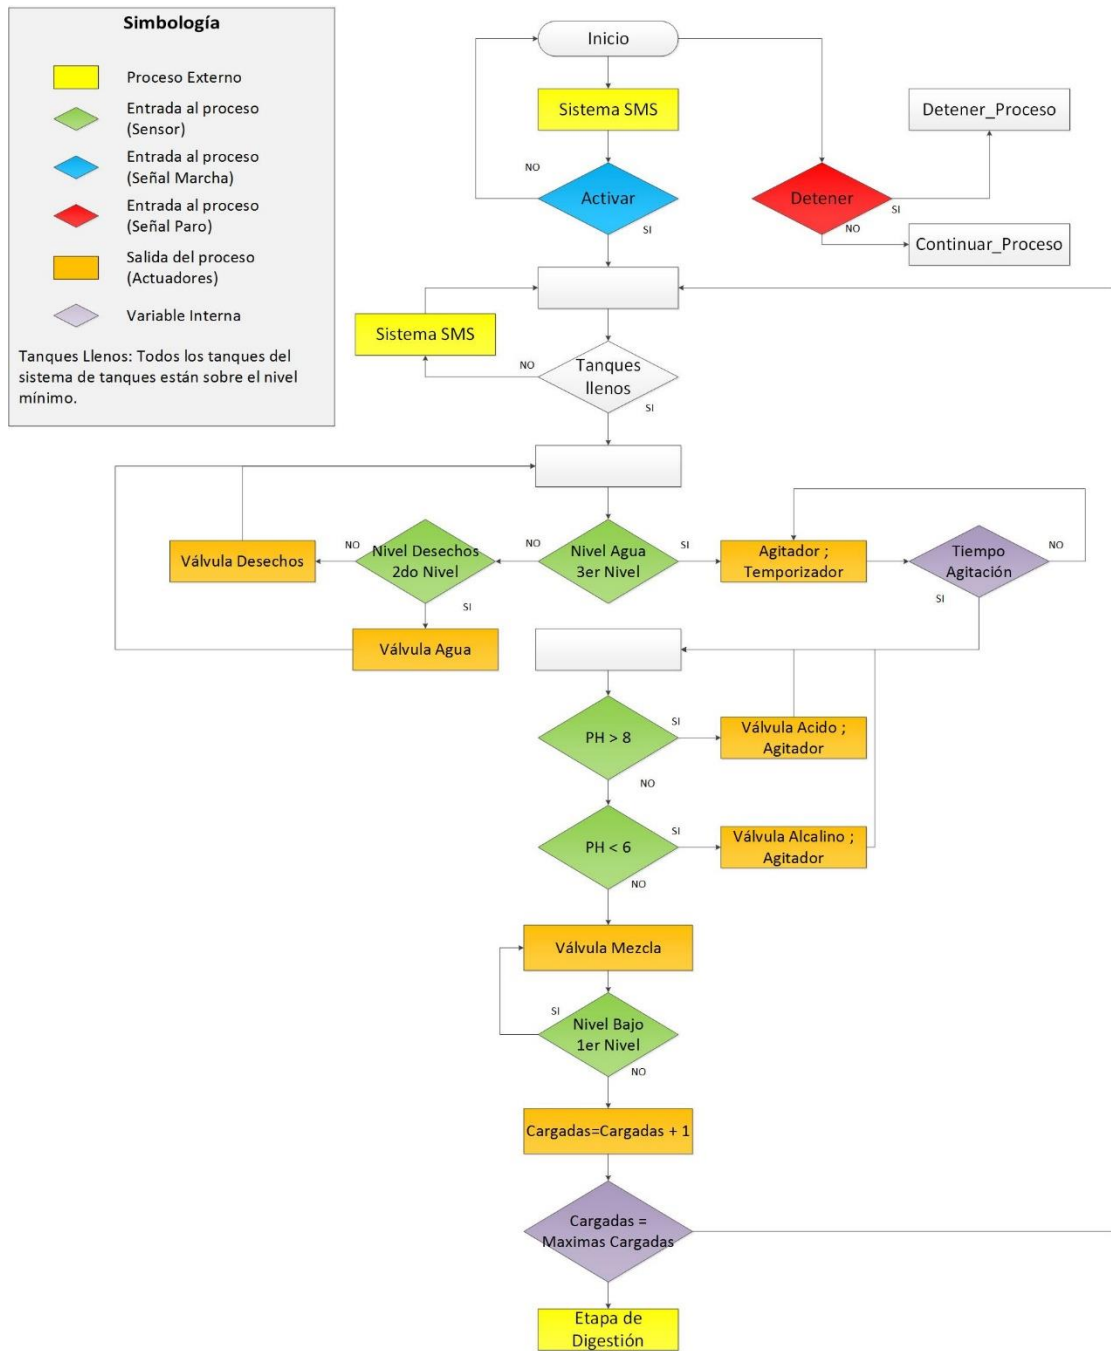 Simbología
Proceso Externo
Entrada al proceso
(Sensor)
Entrada al proceso
(Señal Marcha)
Entrada al proceso
(Señal Paro)
Salida del proceso
(Actuadores)
Variable Interna
Tanques Llenos: Todos los tanques del
sistema de tanques están sobre el nivel
mínimo.
Inicio
Sistema SMS
NO
Activar
SI
Detener_Proceso
Detener
SI
NO
Continuar_Proceso
Sistema SMS
NO
Tanques
llenos
SI
Válvula Desechos
NO
Nivel Desechos
2do Nivel
SI
NO
Nivel Agua
3er Nivel
SI
Agitador ;
Temporizador
Tiempo
Agitación
NO
SI
Válvula Agua
PH > 8
SI
Válvula Acido ;
Agitador
NO
PH < 6
SI
Válvula Alcalino ;
Agitador
NO
Válvula Mezcla
SI
Nivel Bajo
1er Nivel
NO
Cargadas=Cargadas + 1
Cargadas =
Maximas Cargadas
Etapa de
Digestión